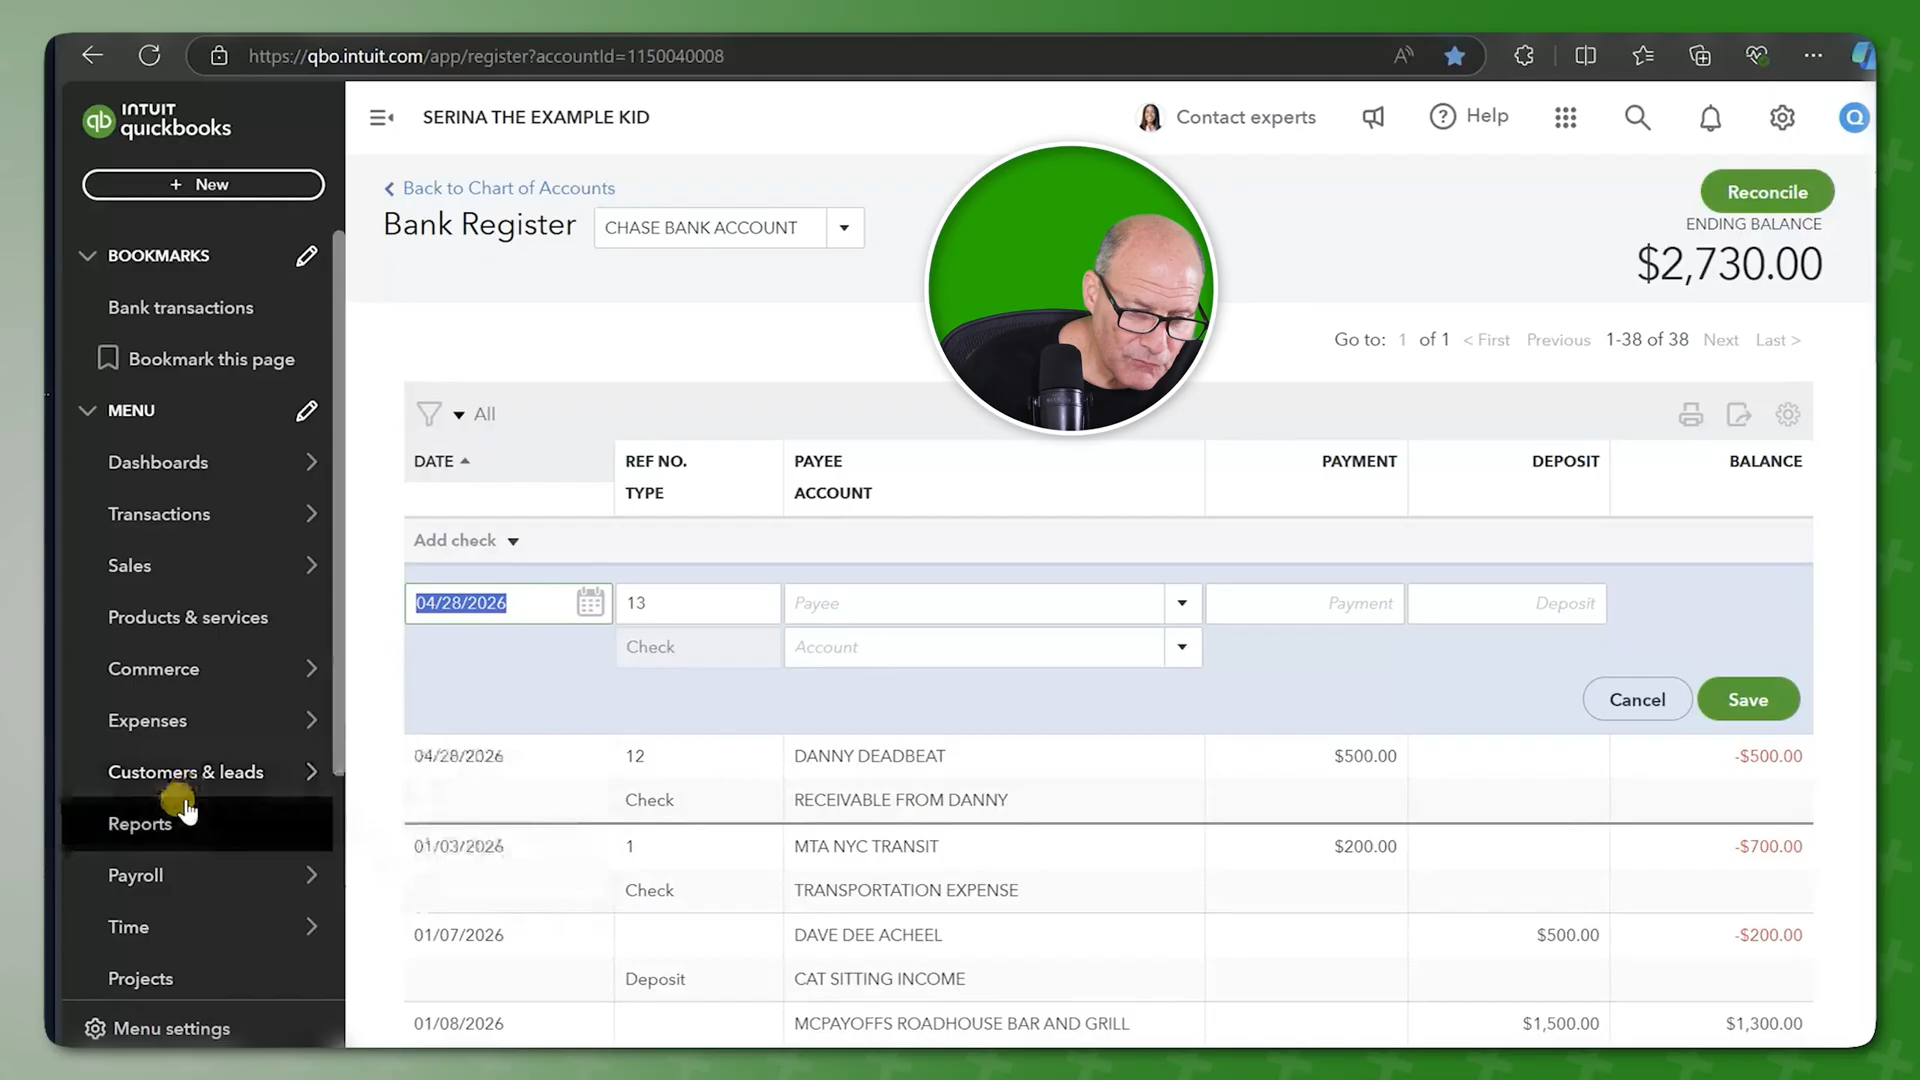 https://qbo.intuit.com/app/register?accountId=1150040008
INTUIT
quickbooks
qb
+ New
BOOKMARKS
Bank transactions
Bookmark this page
MENU
Dashboards
Transactions
Sales
Products & services
Commerce
Expenses
Customers & leads
Reports
Payroll
Time
Projects
Menu settings
SERINA THE EXAMPLE KID
Contact experts
Help
Back to Chart of Accounts
Bank Register
CHASE BANK ACCOUNT
Reconcile
ENDING BALANCE
$2,730.00
Go to: 1 of 1 < First Previous 1-38 of 38 Next Last >
All
DATE REF NO. PAYEE PAYMENT DEPOSIT BALANCE
TYPE ACCOUNT
Add check
04/28/2026 13 Payee Payment Deposit
Check Account
Cancel Save
04/28/2026 12 DANNY DEADBEAT $500.00 -$500.00
Check RECEIVABLE FROM DANNY
01/03/2026 1 MTA NYC TRANSIT $200.00 -$700.00
Check TRANSPORTATION EXPENSE
01/07/2026 DAVE DEE ACHEEL $500.00 -$200.00
Deposit CAT SITTING INCOME
01/08/2026 MCPAYOFFS ROADHOUSE BAR AND GRILL $1,500.00 $1,300.00